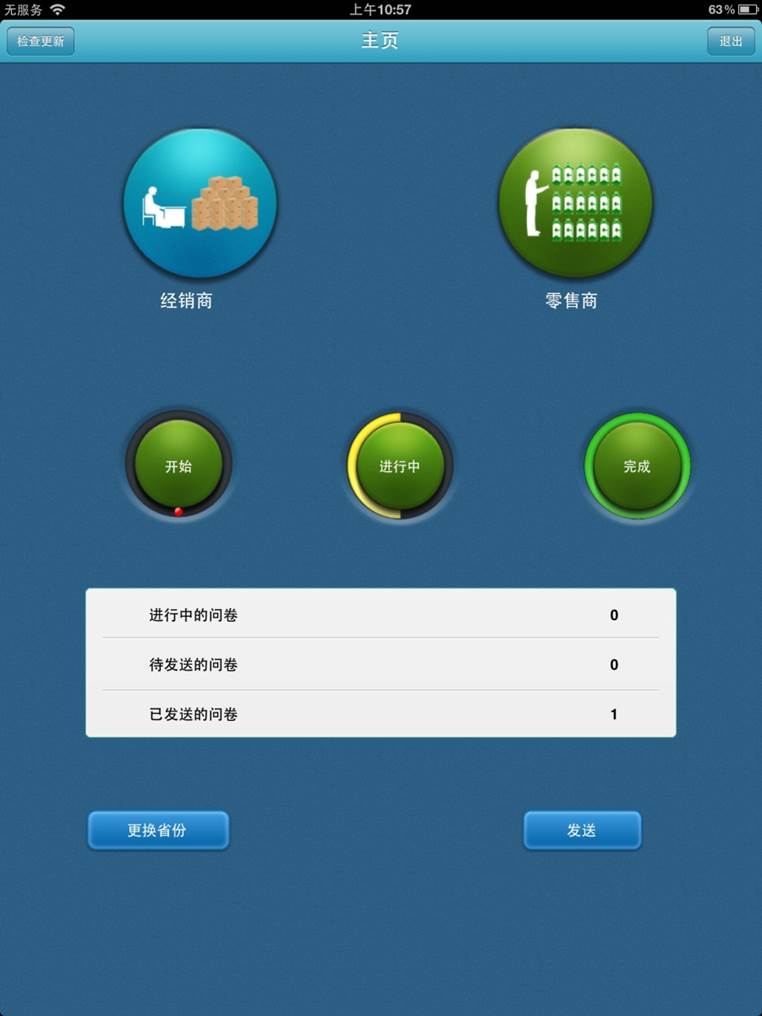 无服务 上午10:57 63%
检查更新 主页 退出
经销商 零售商
开始 进行中 完成
进行中的问卷 0
待发送的问卷 0
已发送的问卷 1
更换省份 发送